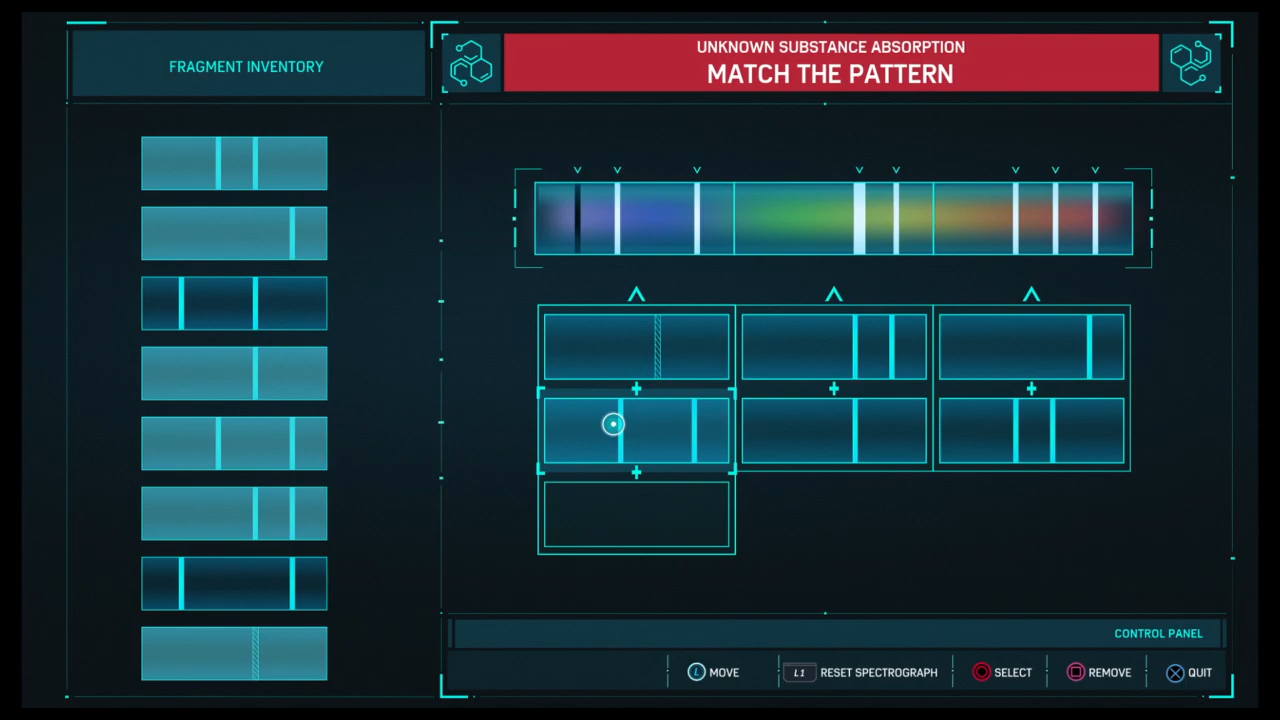 FRAGMENT INVENTORY
UNKNOWN SUBSTANCE ABSORPTION
MATCH THE PATTERN
CONTROL PANEL
L MOVE
L1 RESET SPECTROGRAPH
SELECT
REMOVE
QUIT